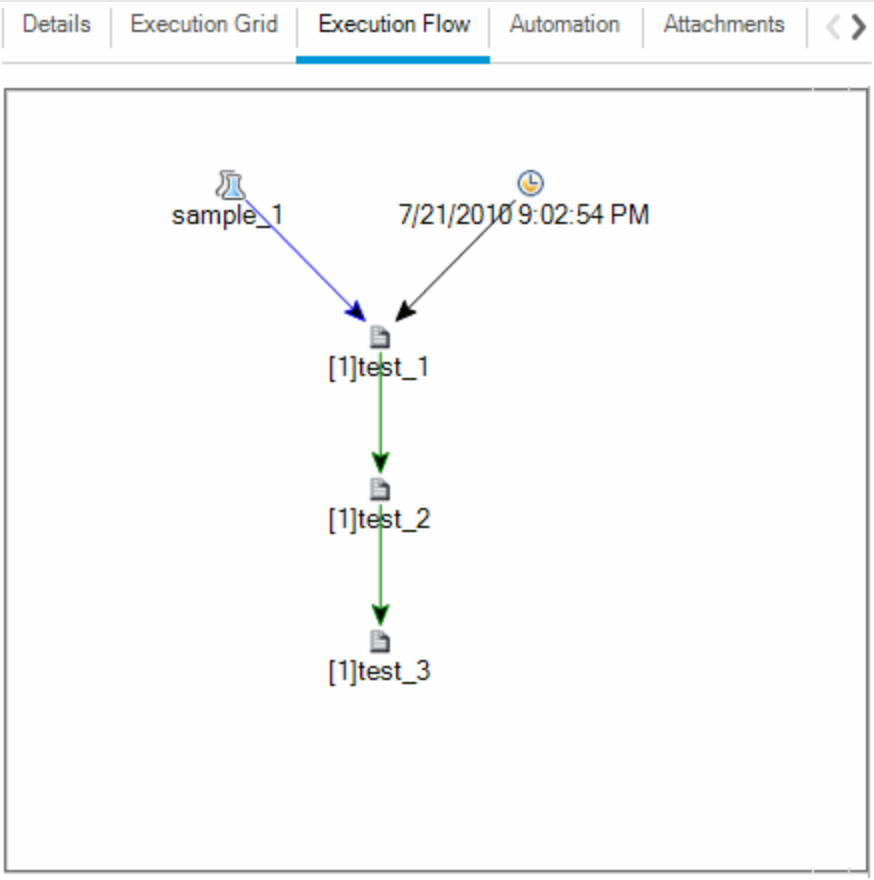 Details Execution Grid Execution Flow Automation Attachments
sample_1 7/21/2010 9:02:54 PM
[1]test_1
[1]test_2
[1]test_3